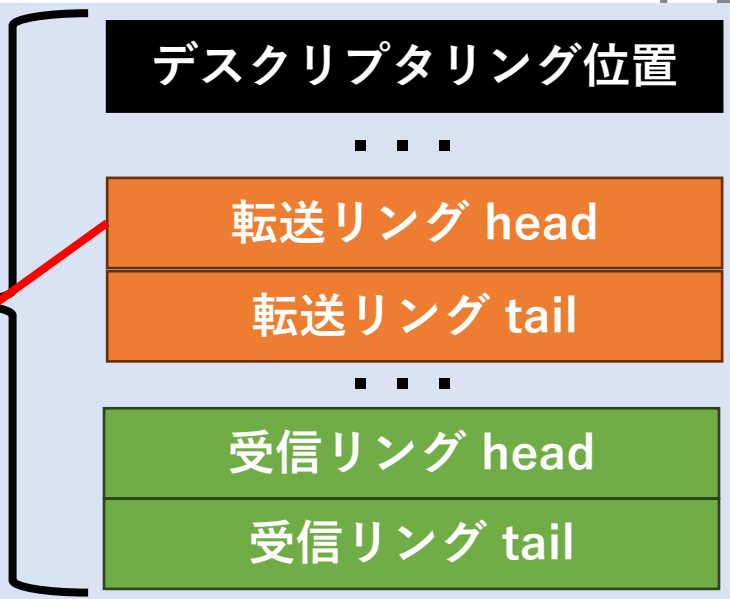 デスクリプタリング位置
...
転送リング head
転送リング tail
...
受信リング head
受信リング tail